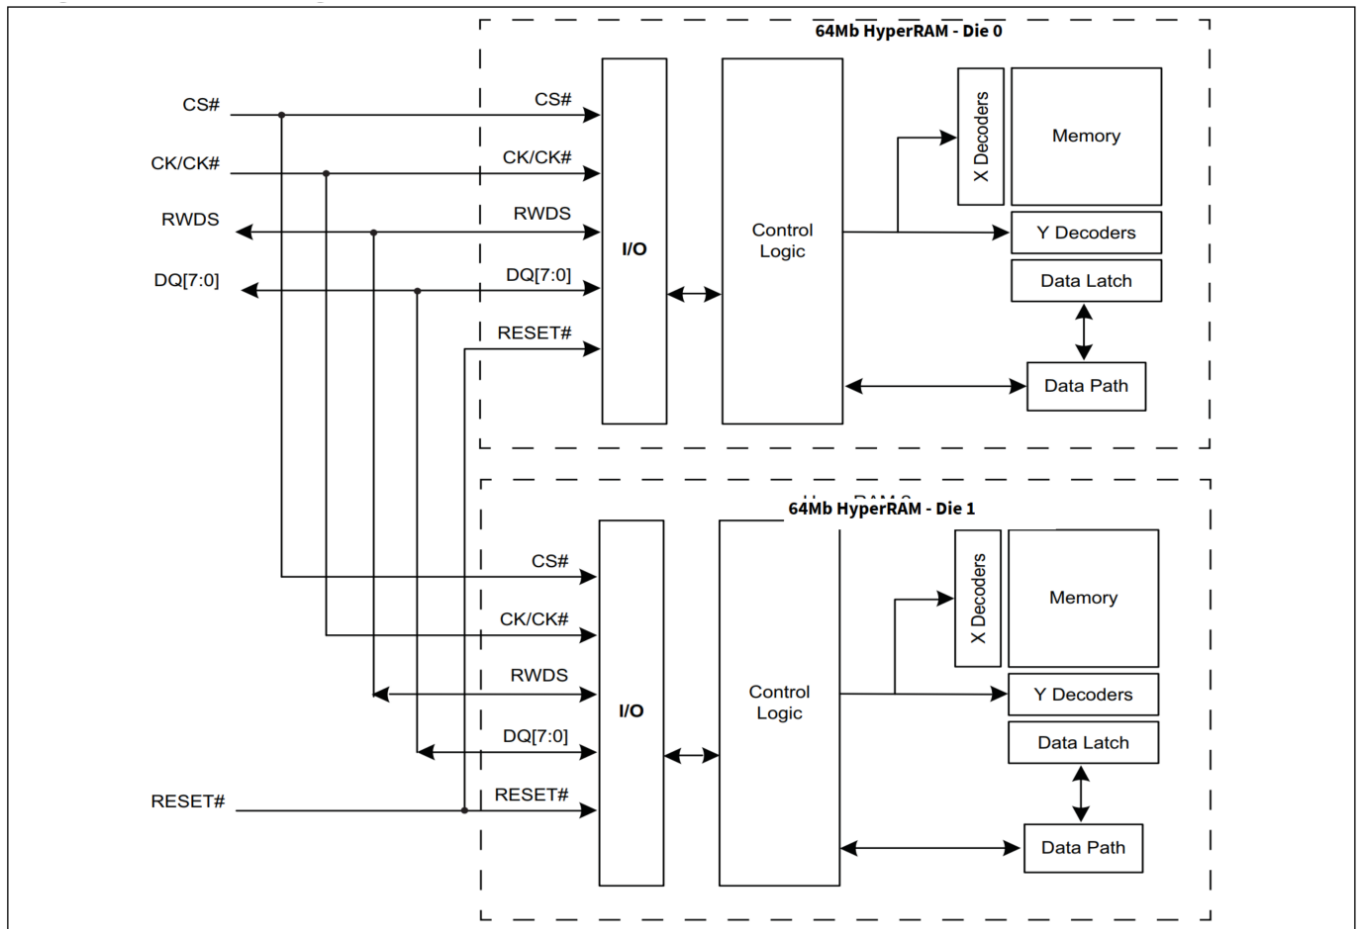 64Mb HyperRAM - Die 0
CS#
CS#
CK/CK#
CK/CK#
RWDS
RWDS
DQ[7:0]
DQ[7:0]
RESET#
I/O
Control
Logic
X Decoders
Memory
Y Decoders
Data Latch
Data Path
64Mb HyperRAM - Die 1
CS#
CK/CK#
RWDS
DQ[7:0]
RESET#
RESET#
I/O
Control
Logic
X Decoders
Memory
Y Decoders
Data Latch
Data Path